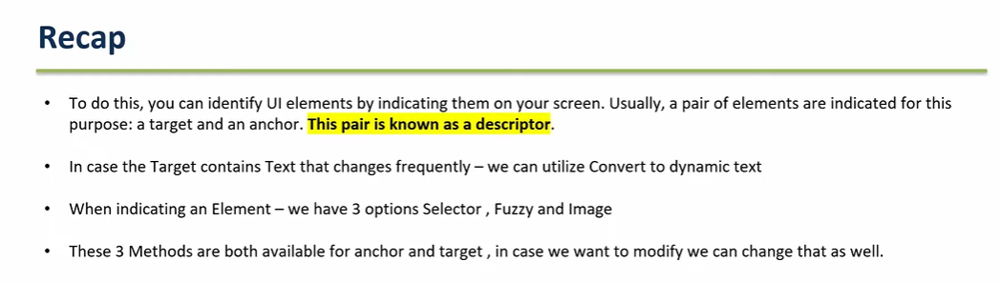 Recap
• To do this, you can identify UI elements by indicating them on your screen. Usually, a pair of elements are indicated for this
purpose: a target and an anchor. This pair is known as a descriptor.
• In case the Target contains Text that changes frequently – we can utilize Convert to dynamic text
• When indicating an Element – we have 3 options Selector , Fuzzy and Image
• These 3 Methods are both available for anchor and target , in case we want to modify we can change that as well.